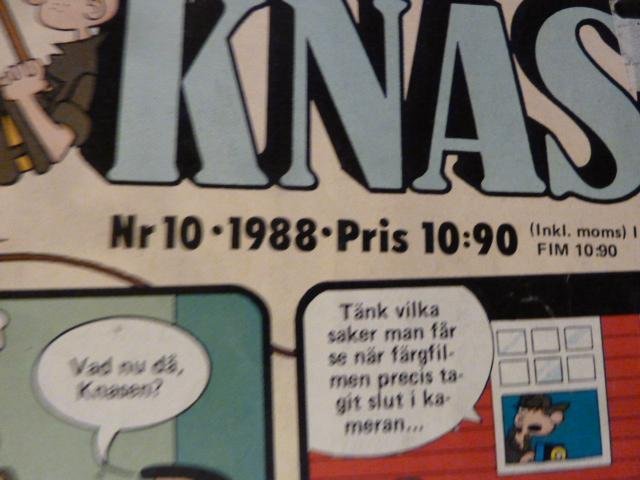 KNAS
Nr 10 • 1988 • Pris 10:90
(Inkl. moms) I
FIM 10:90
Vad nu då,
Knasen?
Tänk vilka
saker man får
se när färgfil-
men precis ta-
git slut i ka-
meran...